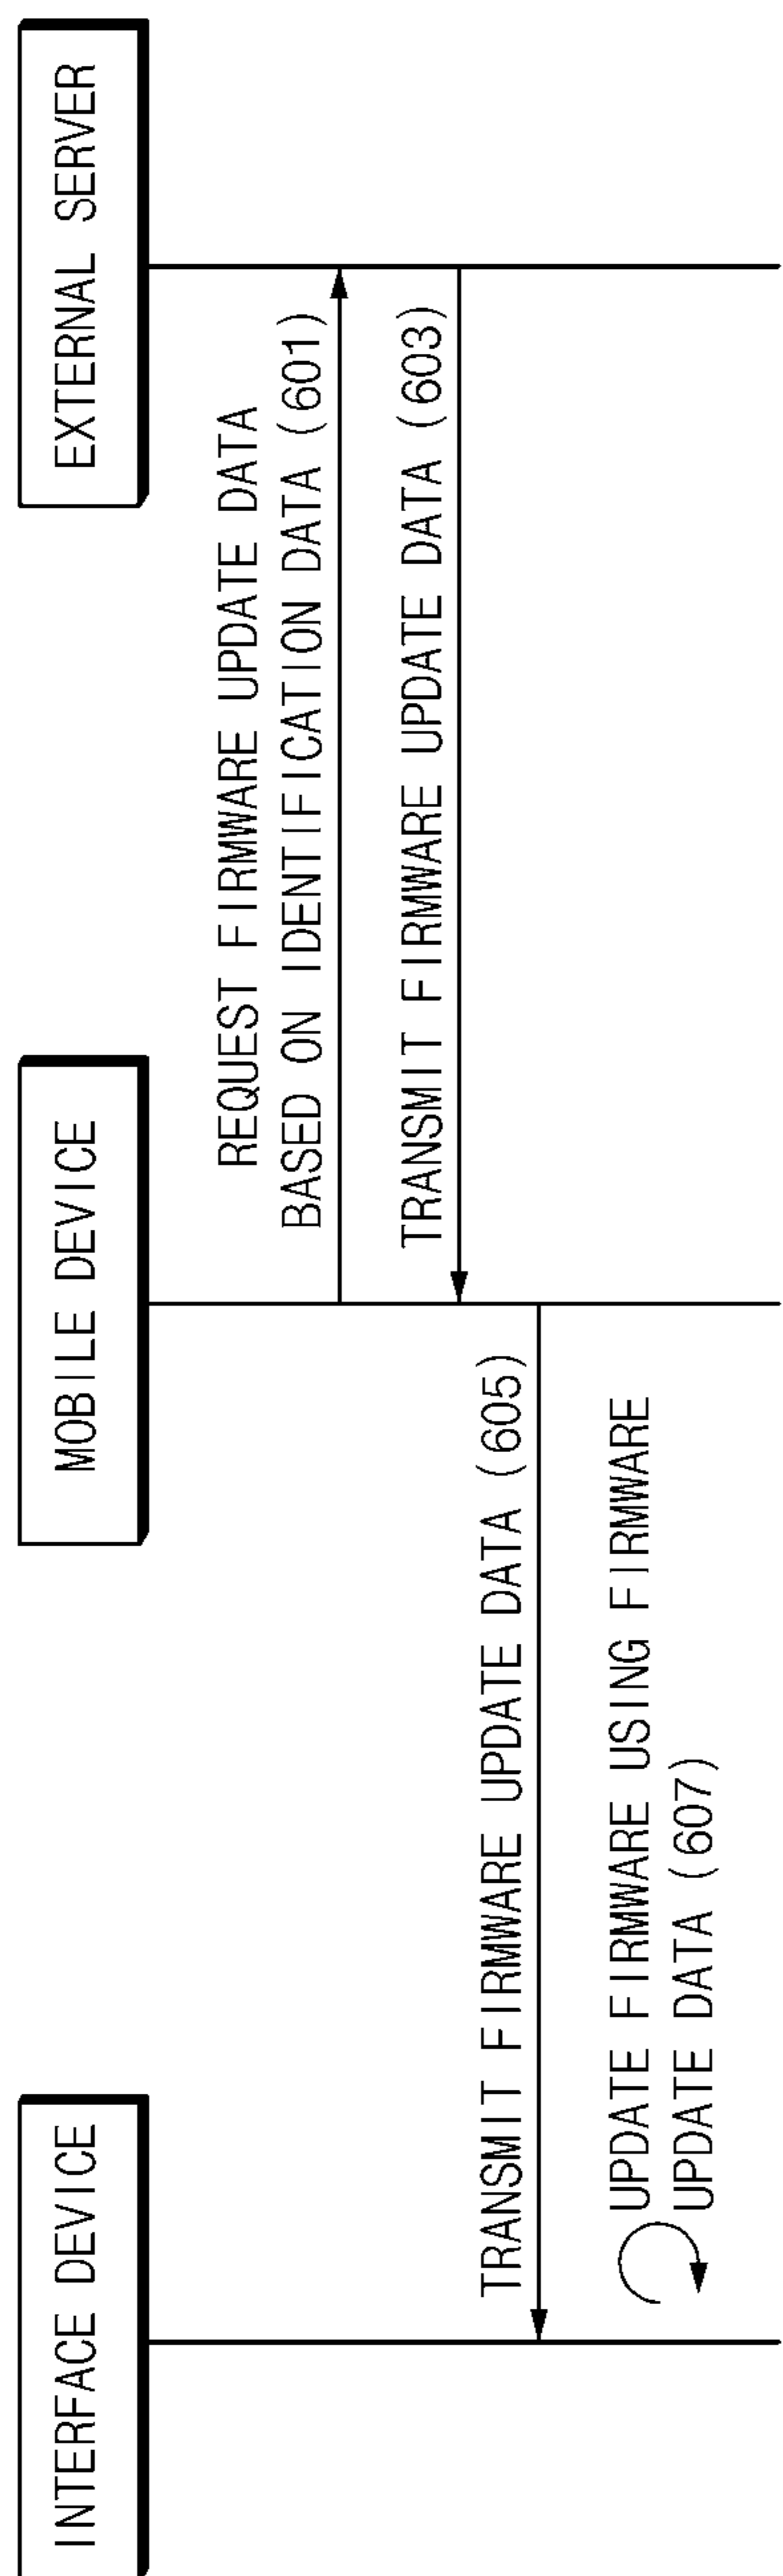 INTERFACE DEVICE
MOBILE DEVICE
EXTERNAL SERVER
REQUEST FIRMWARE UPDATE DATA
BASED ON IDENTIFICATION DATA (601)
TRANSMIT FIRMWARE UPDATE DATA (603)
TRANSMIT FIRMWARE UPDATE DATA (605)
UPDATE FIRMWARE USING FIRMWARE
UPDATE DATA (607)